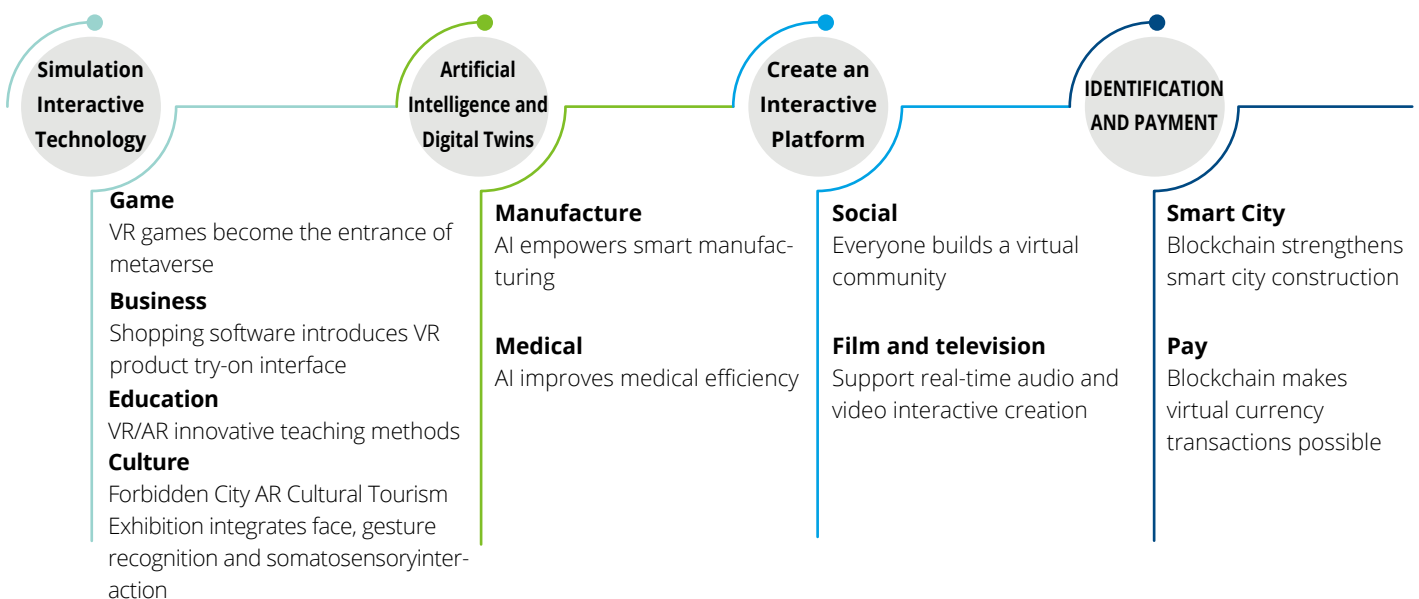 Simulation
Interactive
Technology
Game
VR games become the entrance of
metaverse
Business
Shopping software introduces VR
product try-on interface
Education
VR/AR innovative teaching methods
Culture
Forbidden City AR Cultural Tourism
Exhibition integrates face, gesture
recognition and somatosensoryinter-
action
Artificial
Intelligence and
Digital Twins
Manufacture
AI empowers smart manufac-
turing
Medical
AI improves medical efficiency
Create an
Interactive
Platform
Social
Everyone builds a virtual
community
Film and television
Support real-time audio and
video interactive creation
IDENTIFICATION
AND PAYMENT
Smart City
Blockchain strengthens
smart city construction
Pay
Blockchain makes
virtual currency
transactions possible